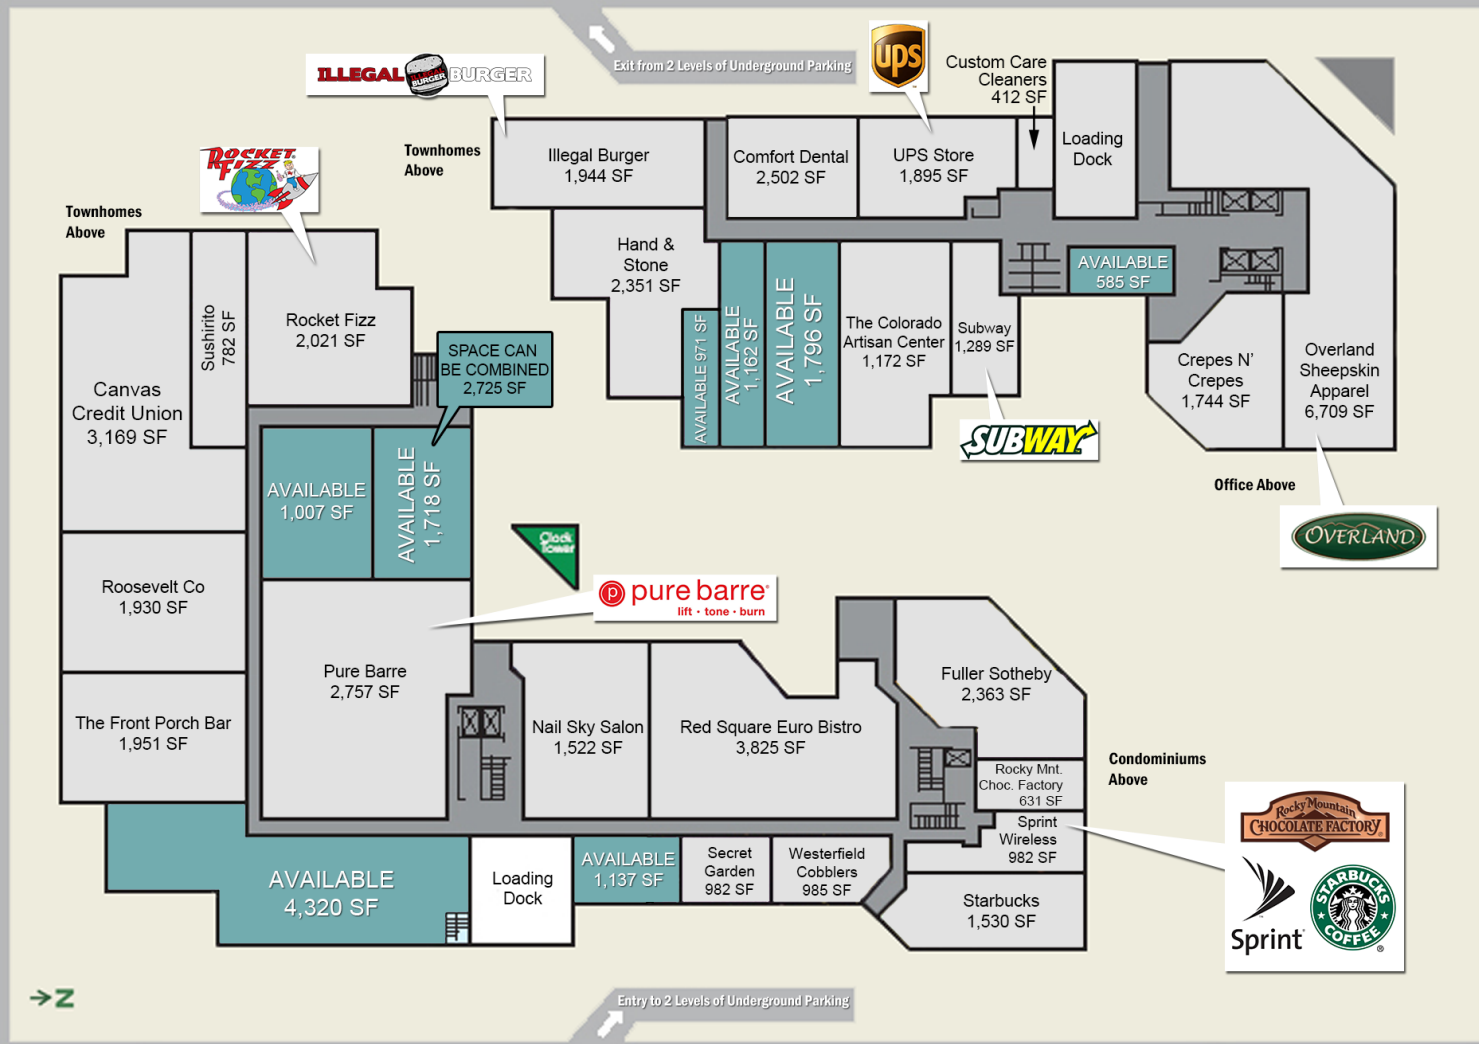 Exit from 2 Levels of Underground Parking
ILLEGAL BURGER
ILLEGAL
BURGER
ups
Custom Care
Cleaners
412 SF
Townhomes
Above
Illegal Burger
1,944 SF
Comfort Dental
2,502 SF
UPS Store
1,895 SF
Loading
Dock
ROCKET
FIZZ
Townhomes
Above
Hand &
Stone
2,351 SF
AVAILABLE
585 SF
Sushirito
782 SF
Rocket Fizz
2,021 SF
AVAILABLE 971 SF
AVAILABLE
1,162 SF
AVAILABLE
1,796 SF
The Colorado
Artisan Center
1,172 SF
Subway
1,289 SF
Crepes N'
Crepes
1,744 SF
Overland
Sheepskin
Apparel
6,709 SF
SPACE CAN
BE COMBINED
2,725 SF
Canvas
Credit Union
3,169 SF
SUBWAY
Office Above
OVERLAND
AVAILABLE
1,007 SF
AVAILABLE
1,718 SF
Clock
Tower
Roosevelt Co
1,930 SF
p pure barre
lift • tone • burn
Pure Barre
2,757 SF
Fuller Sotheby
2,363 SF
The Front Porch Bar
1,951 SF
Nail Sky Salon
1,522 SF
Red Square Euro Bistro
3,825 SF
Condominiums
Above
Rocky Mnt.
Choc. Factory
631 SF
Sprint
Wireless
982 SF
Rocky Mountain
CHOCOLATE FACTORY
AVAILABLE
4,320 SF
Loading
Dock
AVAILABLE
1,137 SF
Secret
Garden
982 SF
Westerfield
Cobblers
985 SF
Starbucks
1,530 SF
Sprint
STARBUCKS
COFFEE
Z
Entry to 2 Levels of Underground Parking